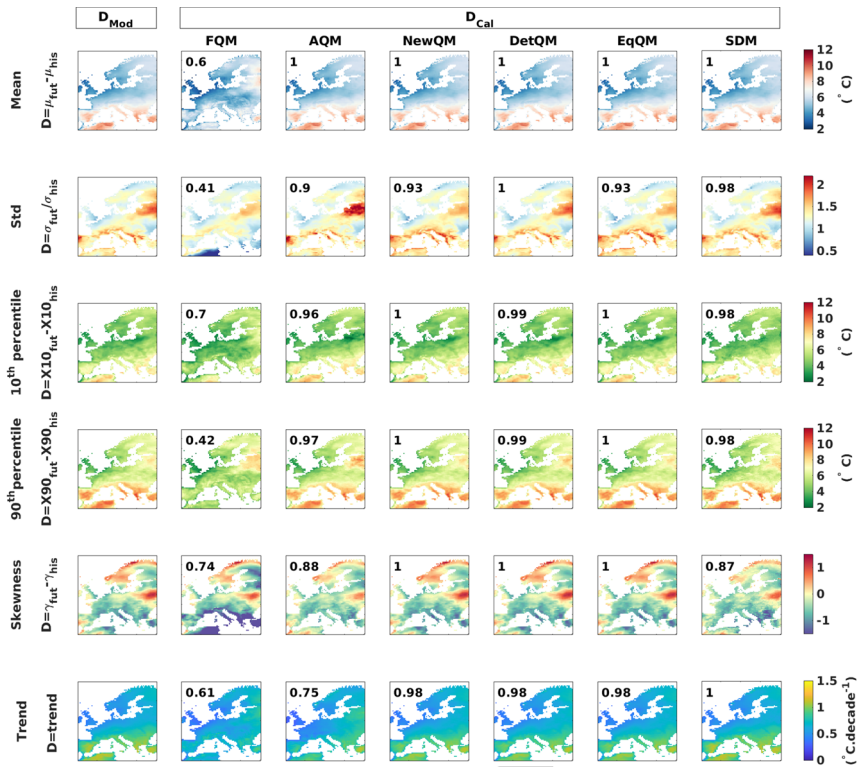 D_Mod
D_Cal
FQM AQM NewQM DetQM EqQM SDM
Mean
D=μ_fut-μ_his
0.6 1 1 1 1 1
12
10
8
6
4
2
(° C)
Std
D=σ_fut/σ_his
0.41 0.9 0.93 1 0.93 0.98
2
1.5
1
0.5
10th percentile
D=X10_fut-X10_his
0.7 0.96 1 0.99 1 0.98
12
10
8
6
4
2
(° C)
90th percentile
D=X90_fut-X90_his
0.42 0.97 1 0.99 1 0.98
12
10
8
6
4
2
(° C)
Skewness
D=γ_fut-γ_his
0.74 0.88 1 1 1 0.87
1
0
-1
Trend
D=trend
0.61 0.75 0.98 0.98 0.98 1
1.5
1
0.5
0
(°C.decade⁻¹)